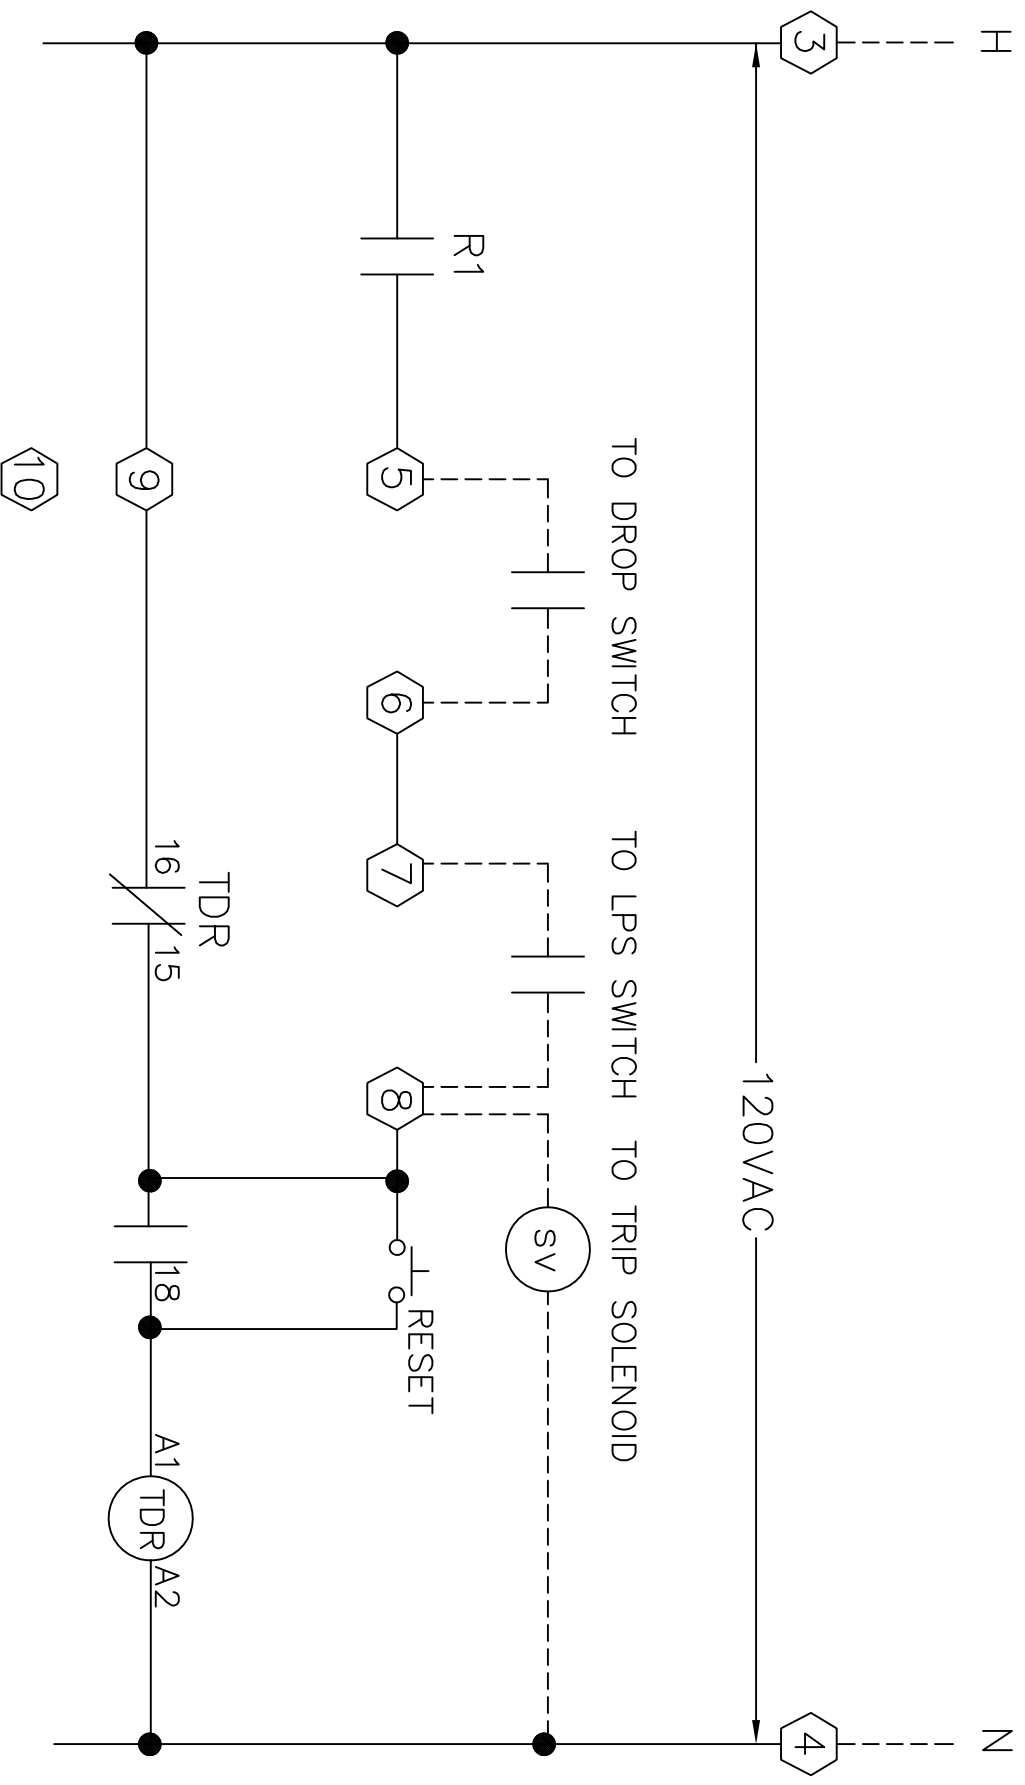 H
N
3
4
120VAC
TO DROP SWITCH
TO LPS SWITCH
TO TRIP SOLENOID
SV
R1
5
6
7
8
RESET
TDR
9
16
15
18
A1
TDR
A2
10